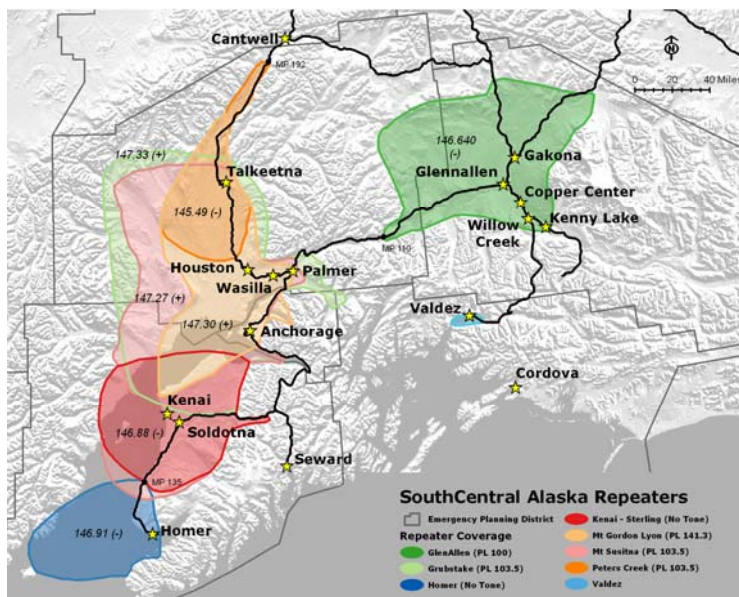 Cantwell
MP 192
N
0 20 40 Miles
147.33 (+)
146.640
(-)
Talkeetna
Glennallen
Gakona
Copper Center
145.49 (-)
Willow
Creek
Kenny Lake
Houston
Palmer
MP 119
Wasilla
147.27 (+)
147.30 (+)
Anchorage
Valdez
Cordova
Kenai
146.88 (-)
Soldotna
Seward
MP 135
146.91 (-)
Homer
SouthCentral Alaska Repeaters
Emergency Planning District
Kenai - Sterling (No Tone)
Repeater Coverage
Mt Gordon Lyon (PL 141.3)
GlenAllen (PL 100)
Mt Susitna (PL 103.5)
Grubstake (PL 103.5)
Peters Creek (PL 103.5)
Homer (No Tone)
Valdez